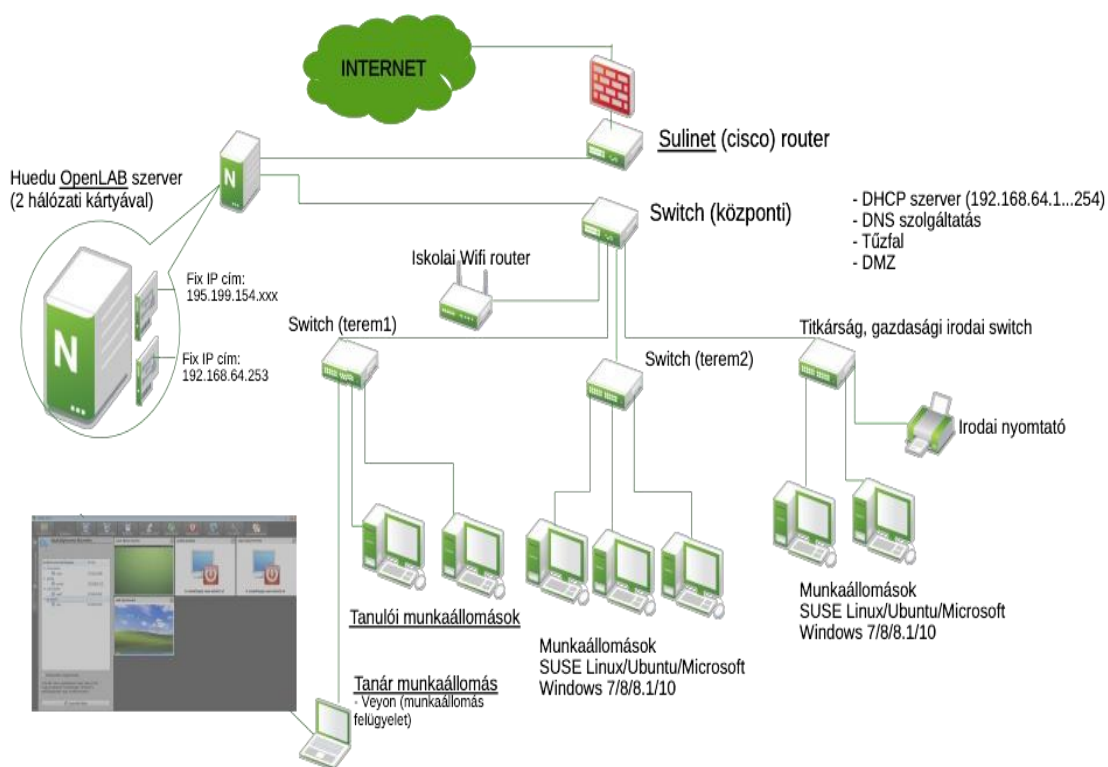 INTERNET
Sulinet (cisco) router
Huedu OpenLAB szerver
(2 hálózati kártyával)
N
N
Fix IP cím:
195.199.154.xxx
Fix IP cím:
192.168.64.253
Switch (központi)
- DHCP szerver (192.168.64.1...254)
- DNS szolgáltatás
- Tűzfal
- DMZ
Iskolai Wifi router
Switch (terem1)
Switch (terem2)
Titkárság, gazdasági irodai switch
Irodai nyomtató
Tanulói munkaállomások
Munkaállomások
SUSE Linux/Ubuntu/Microsoft
Windows 7/8/8.1/10
Munkaállomások
SUSE Linux/Ubuntu/Microsoft
Windows 7/8/8.1/10
Tanár munkaállomás
- Veyon (munkaállomás
felügyelet)